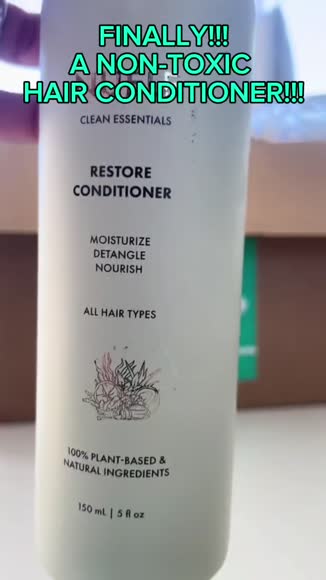 FINALLY!!!
A NON-TOXIC
HAIR CONDITIONER!!!
CLEAN ESSENTIALS
RESTORE
CONDITIONER
MOISTURIZE
DETANGLE
NOURISH
ALL HAIR TYPES
100% PLANT-BASED &
NATURAL INGREDIENTS
150 mL | 5 fl oz